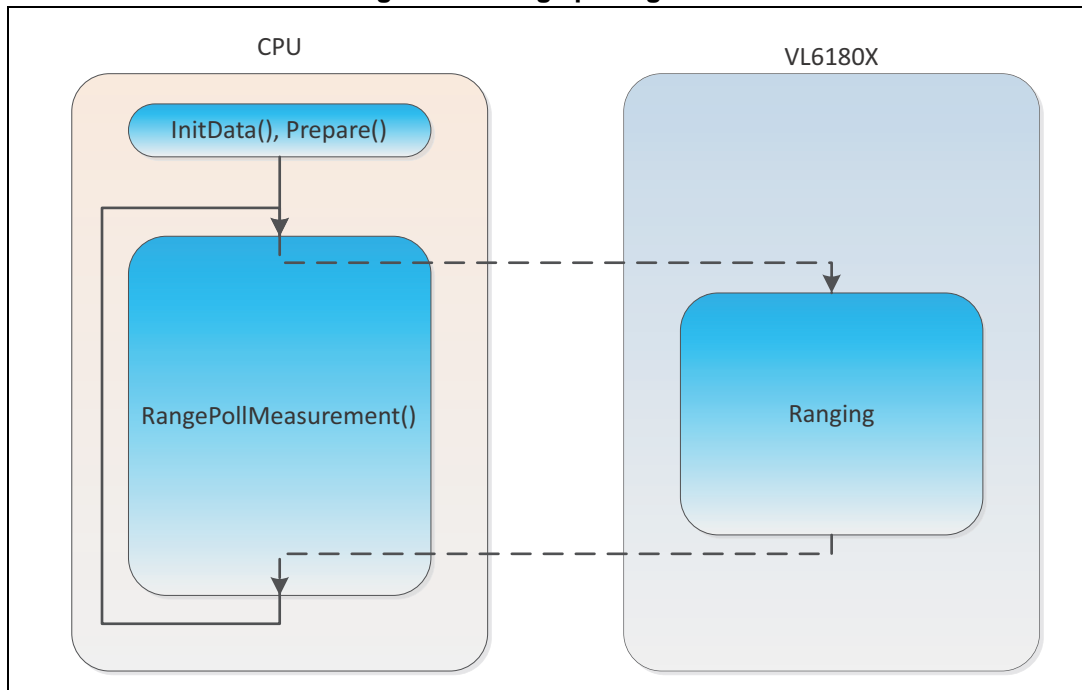 CPU
VL6180X
InitData(), Prepare()
RangePollMeasurement()
Ranging